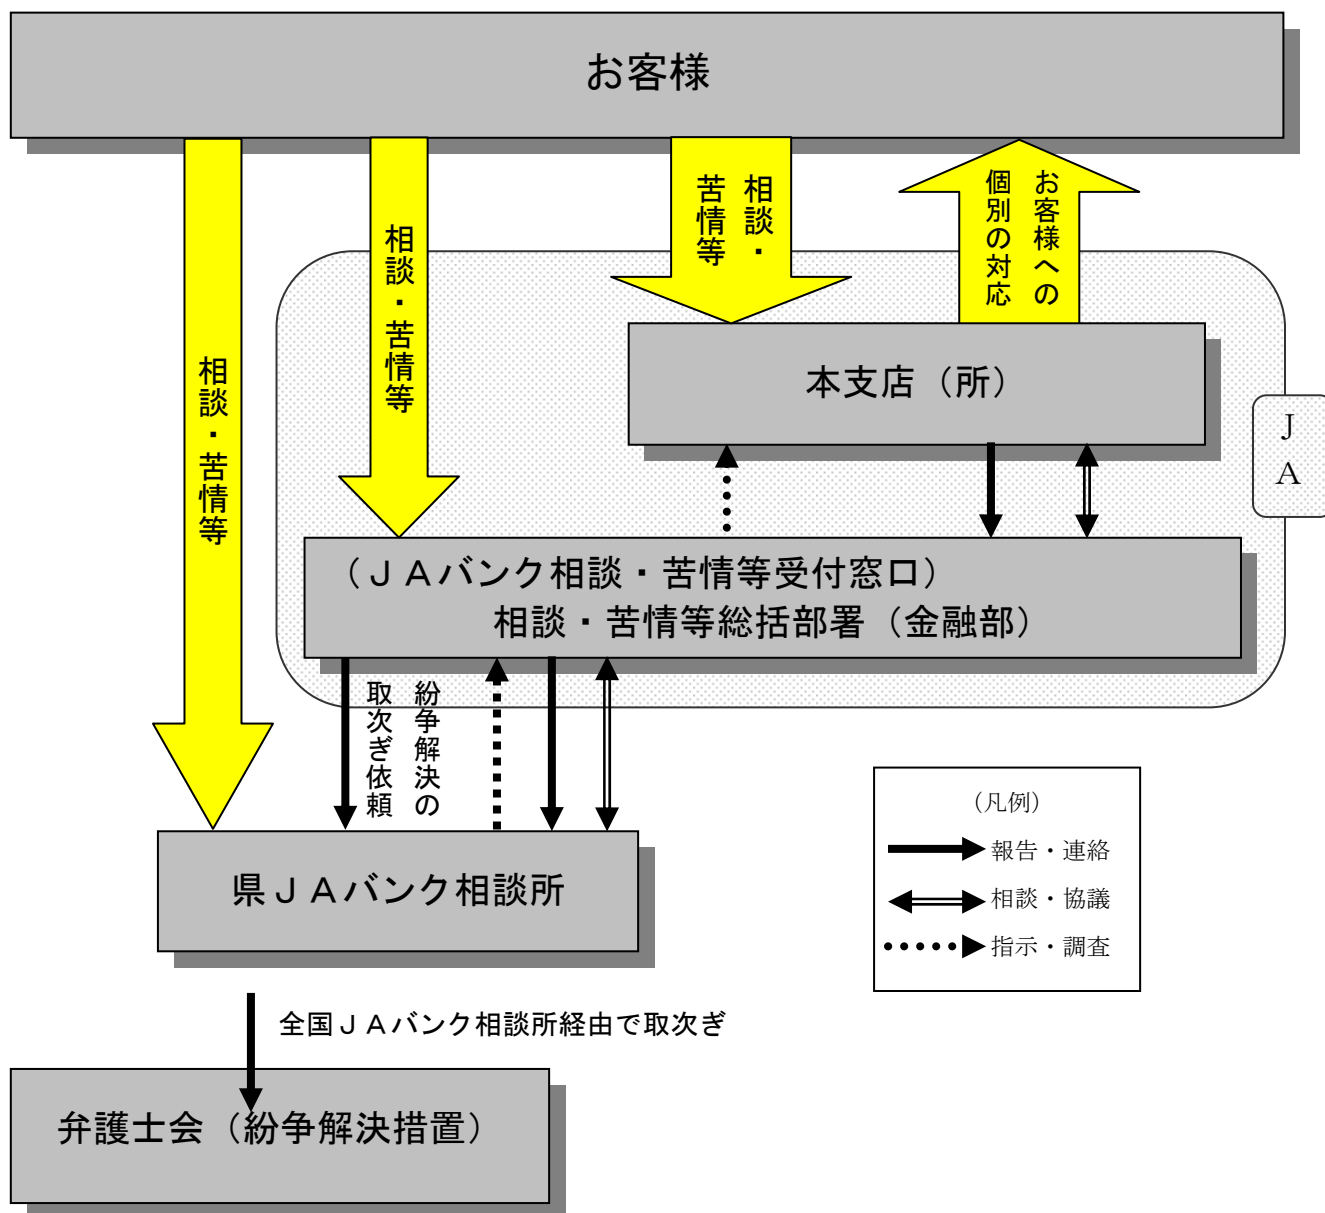 お客様
相談・苦情等
相談・苦情等
相談・
苦情等
お客様への
個別の対応
本支店（所）
Ｊ
Ａ
（ＪＡバンク相談・苦情等受付窓口）
相談・苦情等総括部署（金融部）
紛争解決の
取次ぎ依頼
県ＪＡバンク相談所
（凡例）
報告・連絡
相談・協議
指示・調査
全国ＪＡバンク相談所経由で取次ぎ
弁護士会（紛争解決措置）